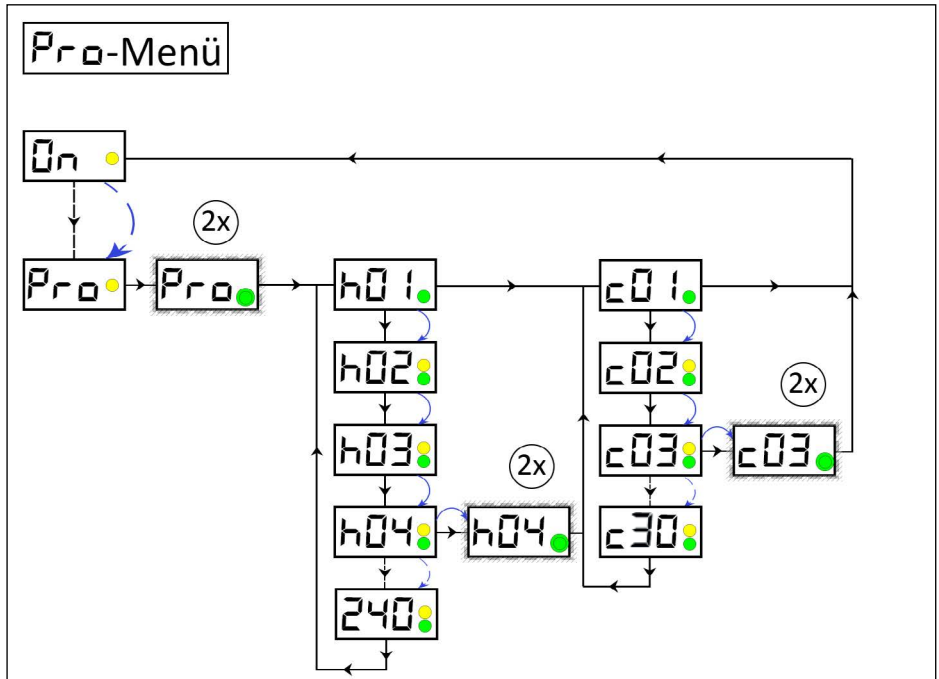 Pro-Menü
On
2x
Pro
Pro
h01
c01
h02
c02
2x
h03
2x
c03
c03
h04
h04
c30
240